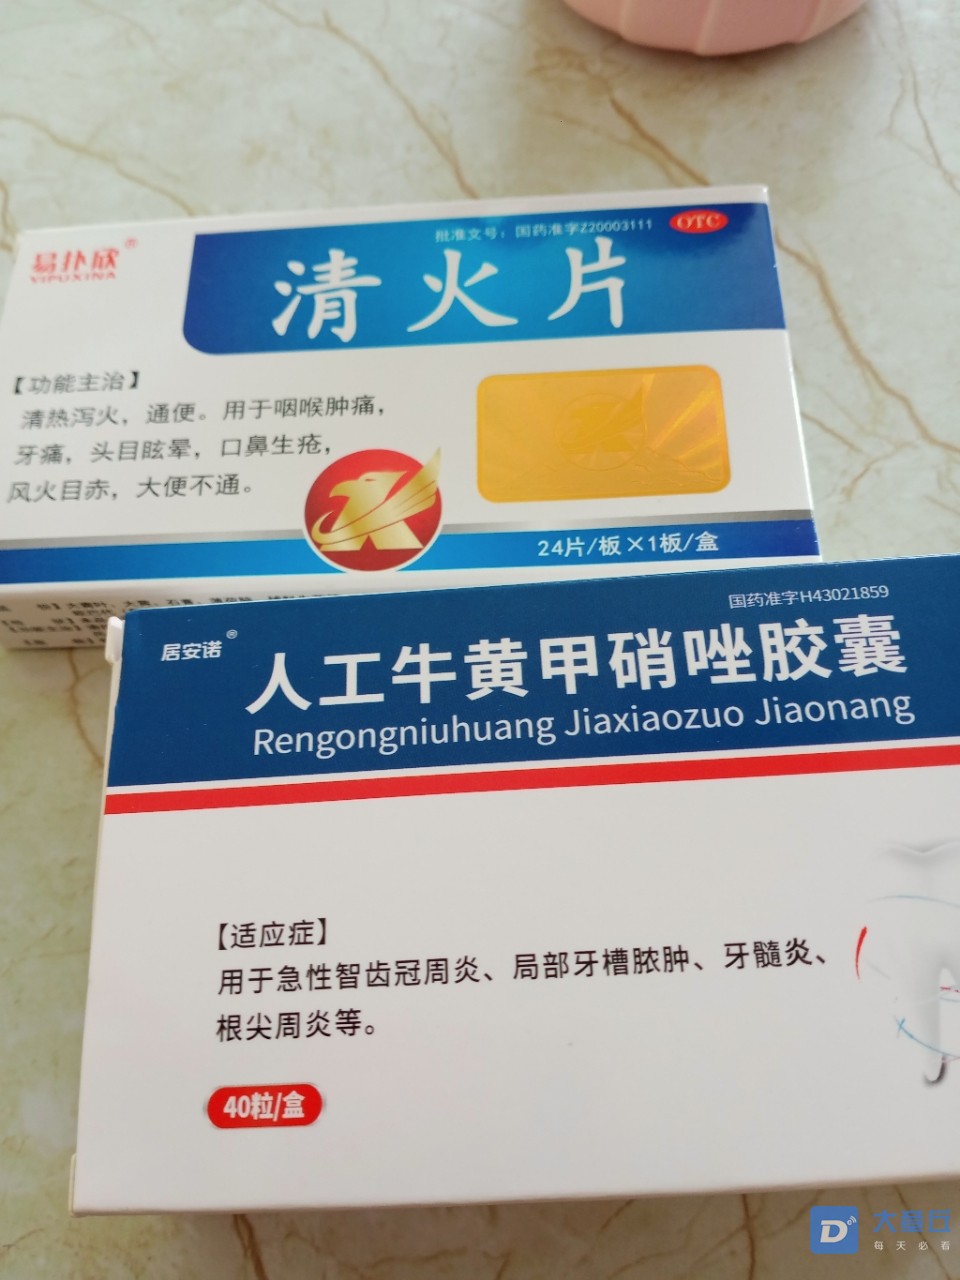 易扑欣®
YIPUXINA
批准文号：国药准字Z20003111
OTC
清火片
【功能主治】
清热泻火，通便。用于咽喉肿痛，
牙痛，头目眩晕，口鼻生疮，
风火目赤，大便不通。
24片/板×1板/盒
国药准字H43021859
居安诺®
人工牛黄甲硝唑胶囊
Rengongniuhuang Jiaxiaozuo Jiaonang
【适应症】
用于急性智齿冠周炎、局部牙槽脓肿、牙髓炎、
根尖周炎等。
40粒/盒
每天必看